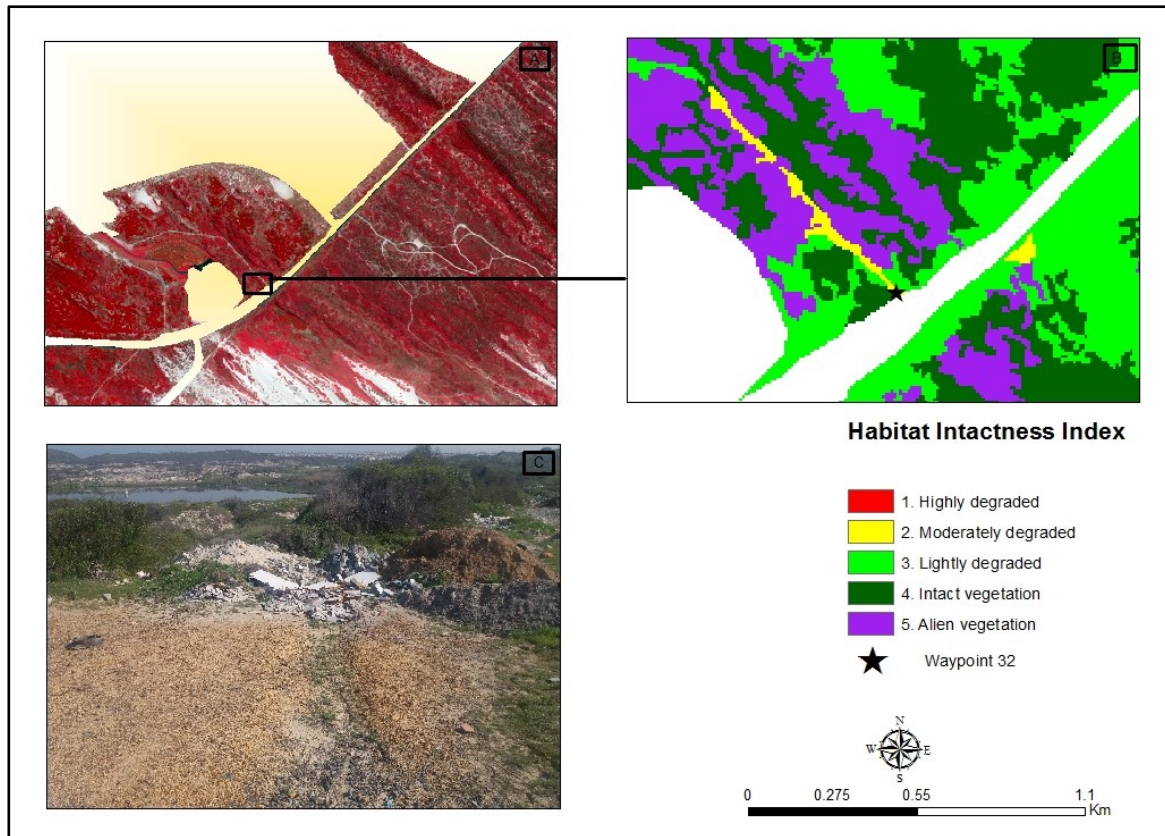 A
B
C
Habitat Intactness Index
1. Highly degraded
2. Moderately degraded
3. Lightly degraded
4. Intact vegetation
5. Alien vegetation
Waypoint 32
N
W E
S
0 0.275 0.55 1.1
Km